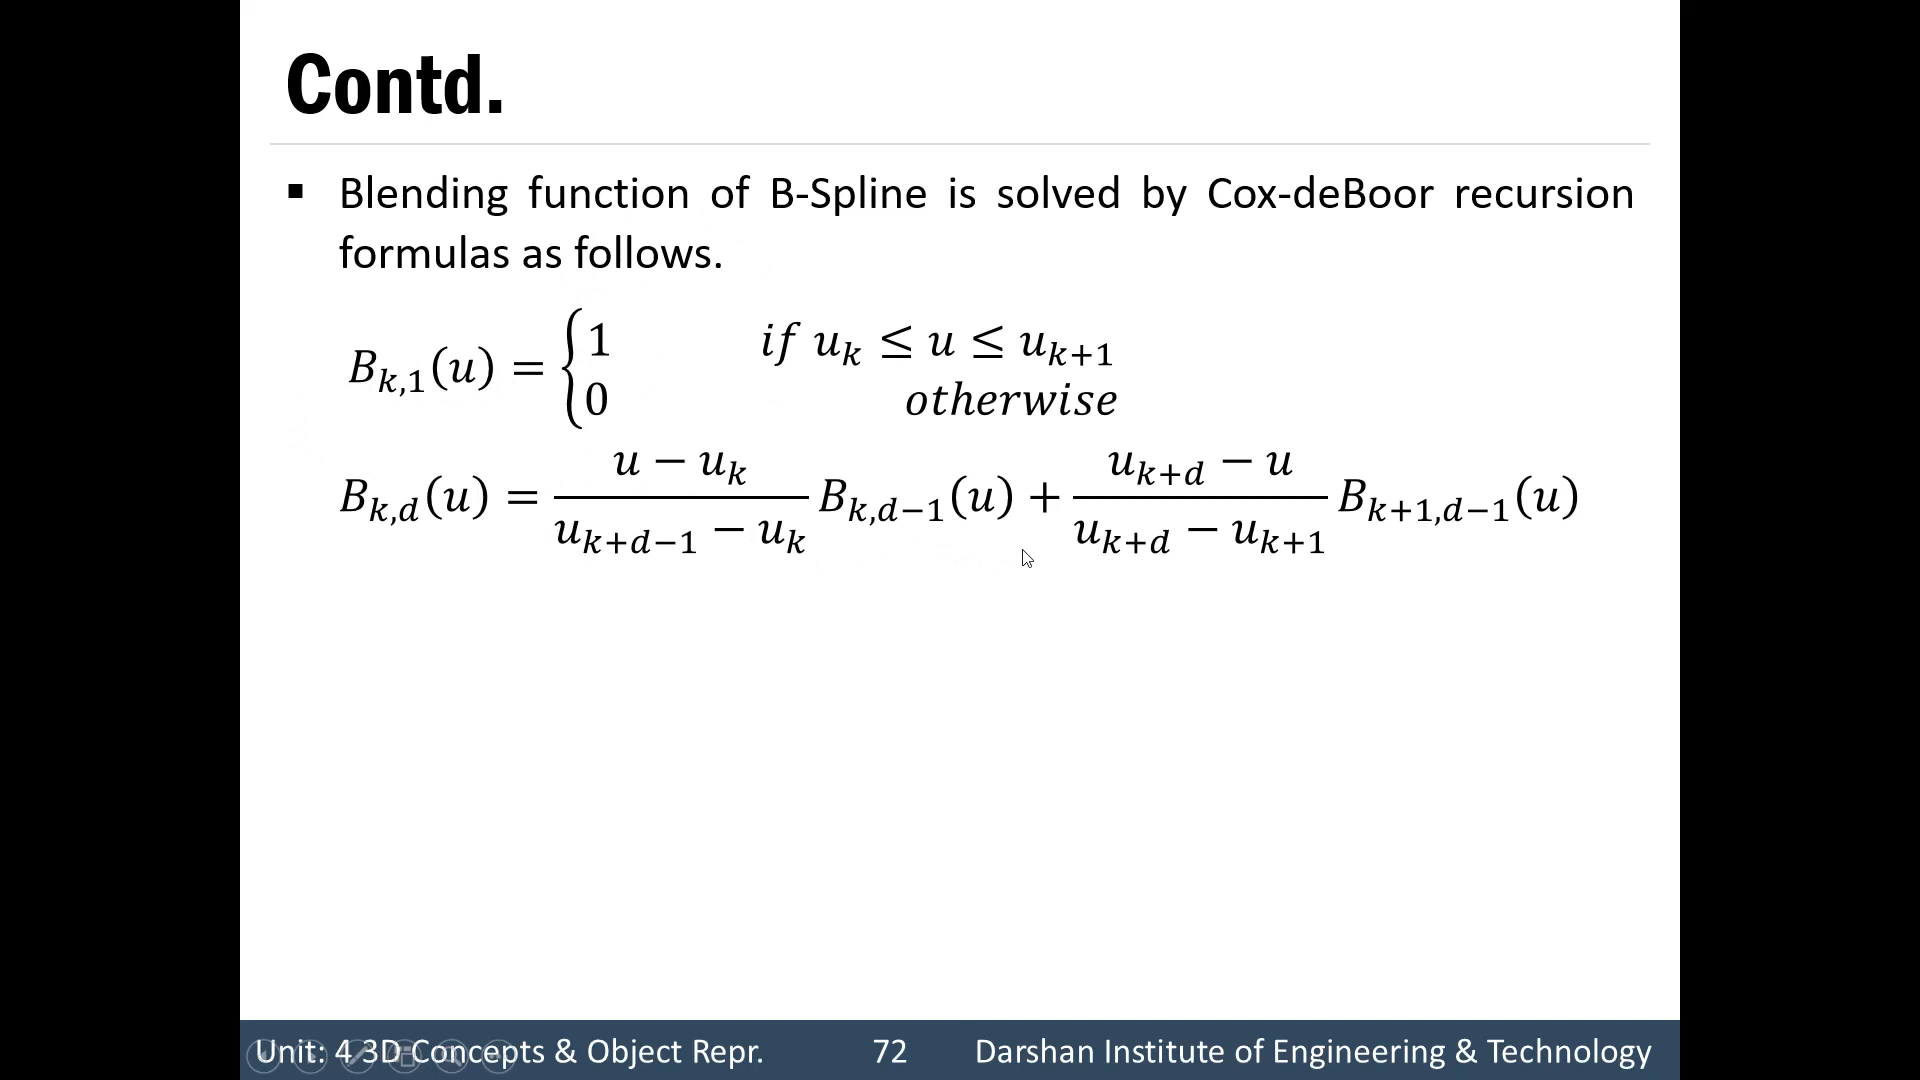 Contd.
▪ Blending function of B-Spline is solved by Cox-deBoor recursion
formulas as follows.
B_{k,1}(u) = { 1 if u_k ≤ u ≤ u_{k+1}
0 otherwise
B_{k,d}(u) = \frac{u − u_k}{u_{k+d−1} − u_k} B_{k,d−1}(u) + \frac{u_{k+d} − u}{u_{k+d} − u_{k+1}} B_{k+1,d−1}(u)
Unit: 4 3D Concepts & Object Repr. 72 Darshan Institute of Engineering & Technology